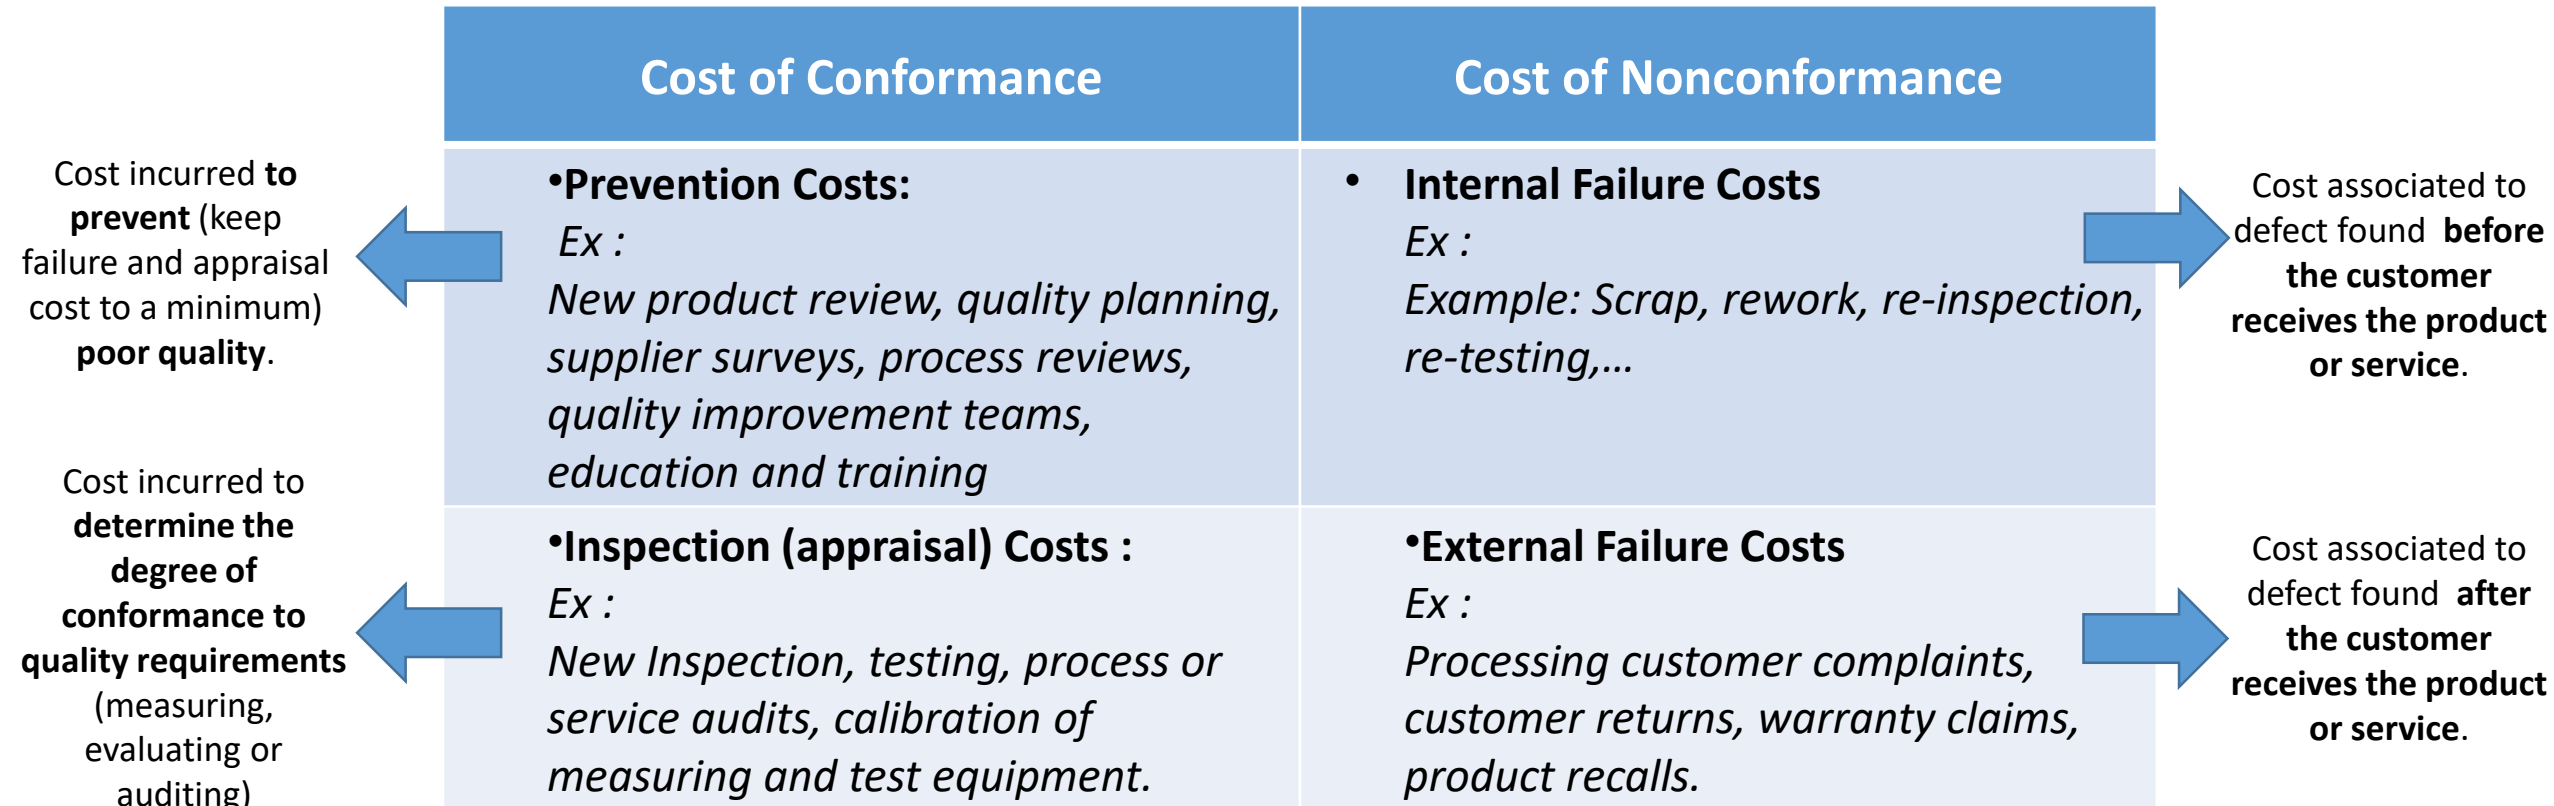 Cost of Conformance
Cost of Nonconformance
Cost incurred to
prevent (keep
failure and appraisal
cost to a minimum)
poor quality.
•Prevention Costs:
Ex :
New product review, quality planning,
supplier surveys, process reviews,
quality improvement teams,
education and training
• Internal Failure Costs
Ex :
Example: Scrap, rework, re-inspection,
re-testing,...
Cost associated to
defect found before
the customer
receives the product
or service.
Cost incurred to
determine the
degree of
conformance to
quality requirements
(measuring,
evaluating or
auditing)
•Inspection (appraisal) Costs :
Ex :
New Inspection, testing, process or
service audits, calibration of
measuring and test equipment.
•External Failure Costs
Ex :
Processing customer complaints,
customer returns, warranty claims,
product recalls.
Cost associated to
defect found after
the customer
receives the product
or service.